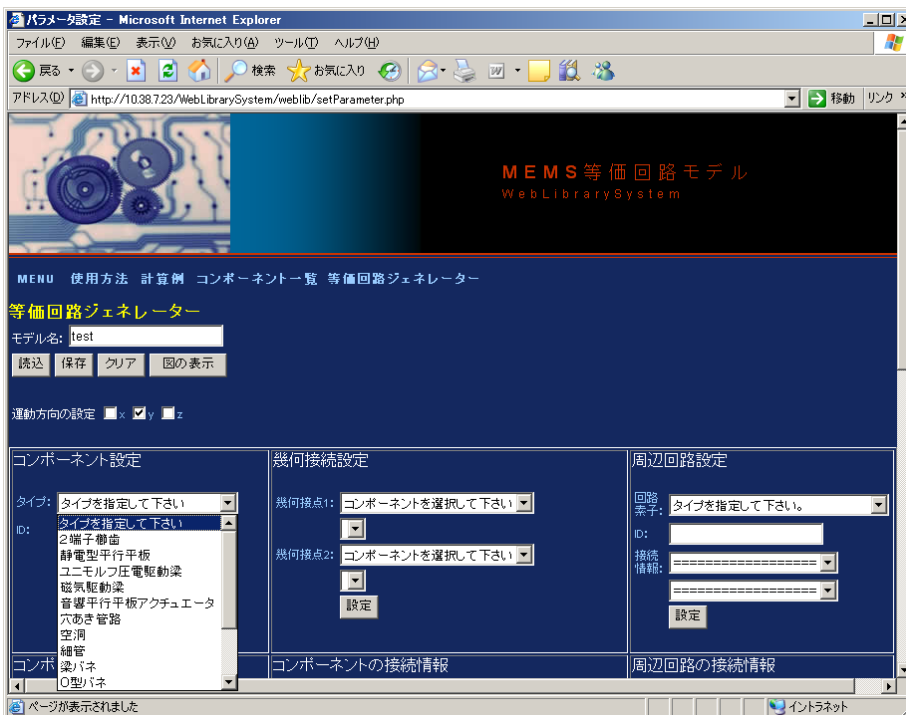 パラメータ設定 - Microsoft Internet Explorer
ファイル(F) 編集(E) 表示(V) お気に入り(A) ツール(T) ヘルプ(H)
戻る 検索 お気に入り
アドレス(D) http://10.38.7.23/WebLibrarySystem/weblib/setParameter.php 移動 リンク »
MEMS等価回路モデル
WebLibrarySystem
MENU 使用方法 計算例 コンポーネント一覧 等価回路ジェネレーター
等価回路ジェネレーター
モデル名: test
読込 保存 クリア 図の表示
運動方向の設定 x y z
コンポーネント設定
タイプ: タイプを指定して下さい
ID:
タイプを指定して下さい
2端子櫛歯
静電型平行平板
ユニモルフ圧電駆動梁
磁気駆動梁
音響平行平板アクチュエータ
穴あき管路
空洞
細管
梁バネ
O型バネ
コンポ
幾何接続設定
幾何接点1: コンポーネントを選択して下さい
幾何接点2: コンポーネントを選択して下さい
設定
コンポーネントの接続情報
周辺回路設定
回路
素子: タイプを指定して下さい。
ID:
接続
情報: ===================
===================
設定
周辺回路の接続情報
ページが表示されました イントラネット